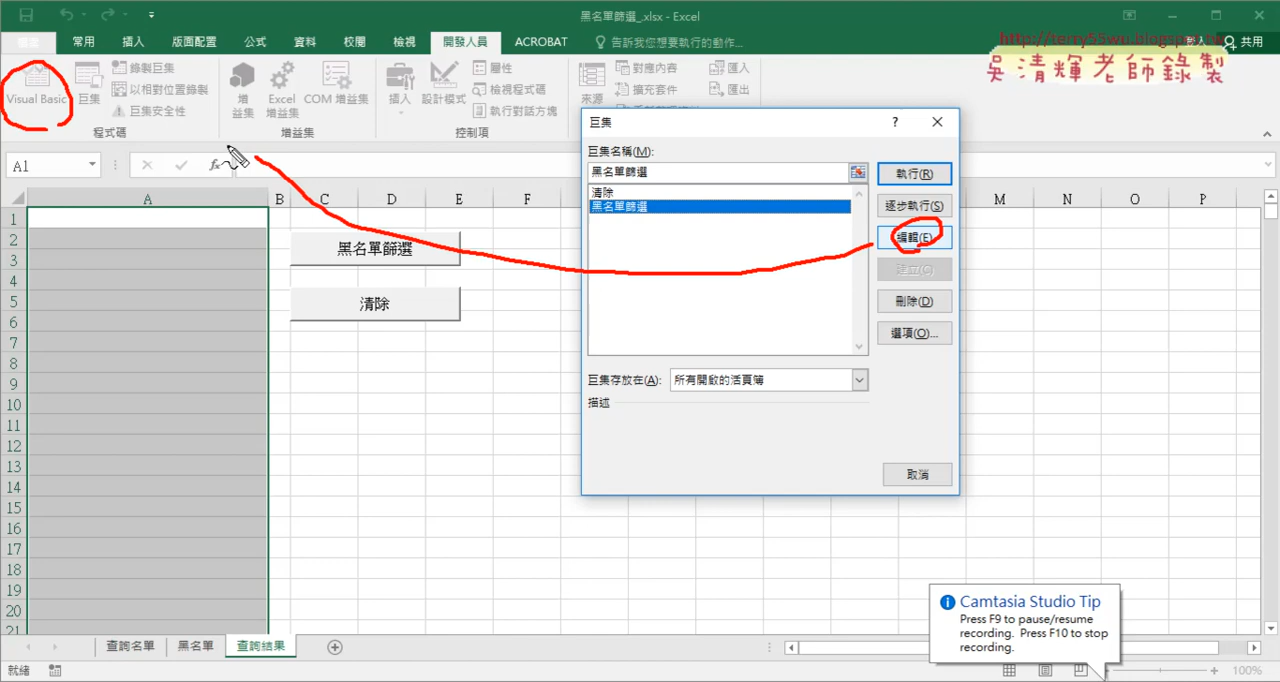 黑名單篩選_.xlsx - Excel
常用 插入 版面配置 公式 資料 校閱 檢視 開發人員 ACROBAT 告訴我您想要執行的動作... 共用
http://terry55wu.blogspot.tw
吳清輝老師錄製
Visual Basic 巨集 錄製巨集 以相對位置錄製 巨集安全性
程式碼
增益集 Excel 增益集 COM 增益集
增益集
插入 設計模式 屬性 檢視程式碼 執行對話方塊
控制項
來源 對應內容 擴充套件 匯入 匯出
A1 fx
A B C D E F M N O P
1
2
3
4
5
6
7
8
9
10
11
12
13
14
15
16
17
18
19
20
21
黑名單篩選
清除
巨集 ?
巨集名稱(M):
黑名單篩選
清除
黑名單篩選
執行(R)
逐步執行(S)
編輯(E)
建立(C)
刪除(D)
選項(O)...
巨集存放在(A): 所有開啟的活頁簿
描述
取消
Camtasia Studio Tip
Press F9 to pause/resume
recording. Press F10 to stop
recording.
查詢名單 黑名單 查詢結果
就緒 100%